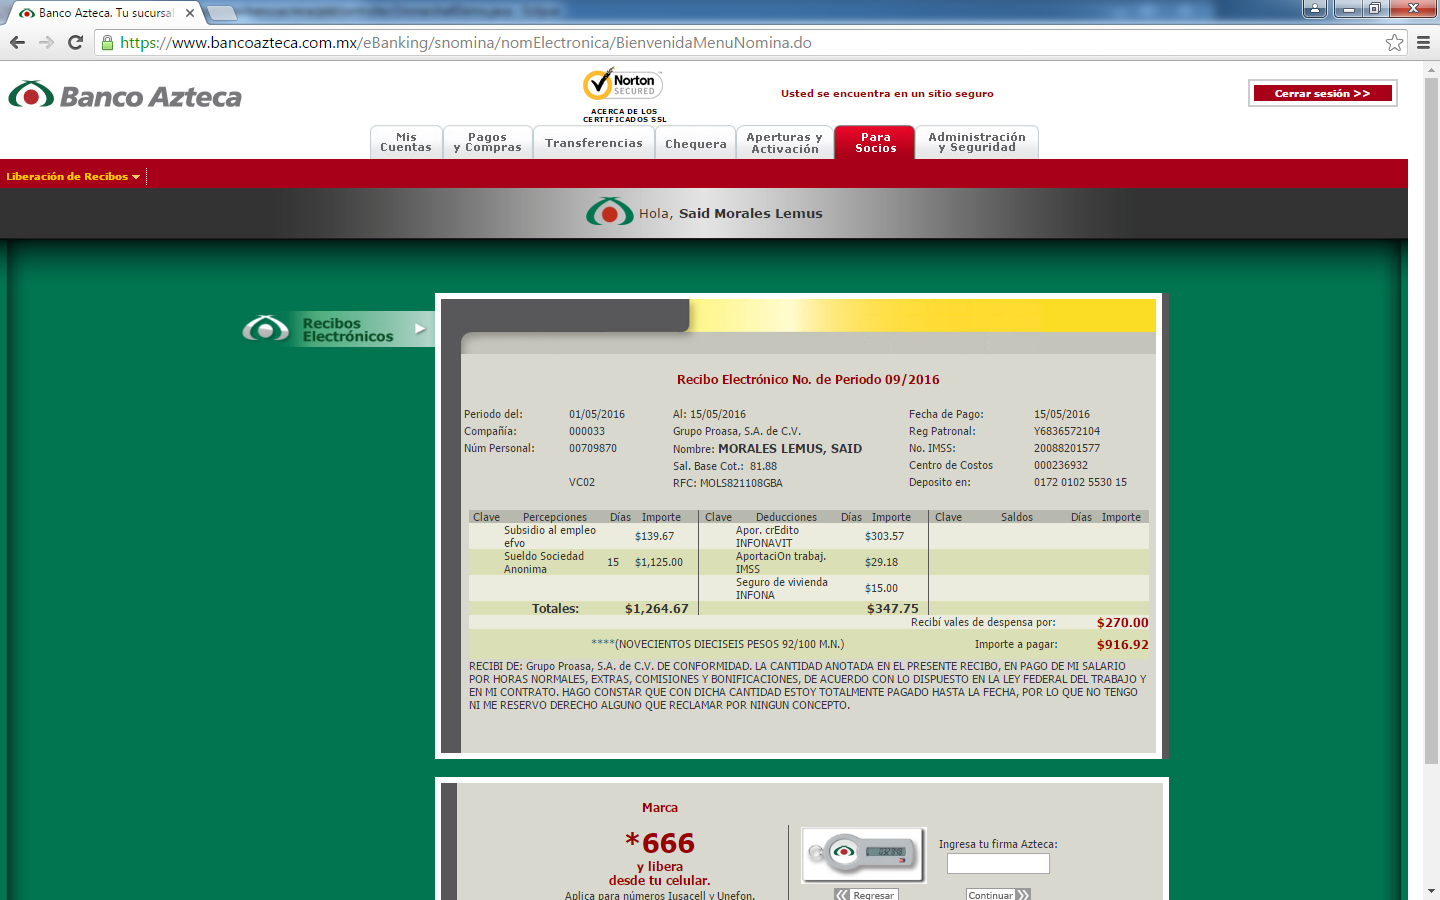 Banco Azteca. Tu sucursal
https://www.bancoazteca.com.mx/eBanking/snomina/nomElectronica/BienvenidaMenuNomina.do
Banco Azteca
Norton
SECURED
ACERCA DE LOS
CERTIFICADOS SSL
Usted se encuentra en un sitio seguro
Cerrar sesión >>
Mis Cuentas
Pagos y Compras
Transferencias
Chequera
Aperturas y Activación
Para Socios
Administración y Seguridad
Liberación de Recibos
Hola, Said Morales Lemus
Recibos
Electrónicos
Recibo Electrónico No. de Periodo 09/2016
Periodo del: 01/05/2016 Al: 15/05/2016 Fecha de Pago: 15/05/2016
Compañía: 000033 Grupo Proasa, S.A. de C.V. Reg Patronal: Y6836572104
Núm Personal: 00709870 Nombre: MORALES LEMUS, SAID No. IMSS: 20088201577
Sal. Base Cot.: 81.88 Centro de Costos 000236932
VC02 RFC: MOLS821108GBA Deposito en: 0172 0102 5530 15
Clave Percepciones Días Importe Clave Deducciones Días Importe Clave Saldos Días Importe
Subsidio al empleo efvo $139.67 Apor. crEdito INFONAVIT $303.57
Sueldo Sociedad Anonima 15 $1,125.00 AportaciOn trabaj. IMSS $29.18
Seguro de vivienda INFONA $15.00
Totales: $1,264.67 $347.75
Recibí vales de despensa por: $270.00
****(NOVECIENTOS DIECISEIS PESOS 92/100 M.N.) Importe a pagar: $916.92
RECIBI DE: Grupo Proasa, S.A. de C.V. DE CONFORMIDAD. LA CANTIDAD ANOTADA EN EL PRESENTE RECIBO, EN PAGO DE MI SALARIO
POR HORAS NORMALES, EXTRAS, COMISIONES Y BONIFICACIONES, DE ACUERDO CON LO DISPUESTO EN LA LEY FEDERAL DEL TRABAJO Y
EN MI CONTRATO. HAGO CONSTAR QUE CON DICHA CANTIDAD ESTOY TOTALMENTE PAGADO HASTA LA FECHA, POR LO QUE NO TENGO
NI ME RESERVO DERECHO ALGUNO QUE RECLAMAR POR NINGUN CONCEPTO.
Marca
*666
y libera
desde tu celular.
Aplica para números Iusacell y Unefon.
Ingresa tu firma Azteca:
Regresar
Continuar